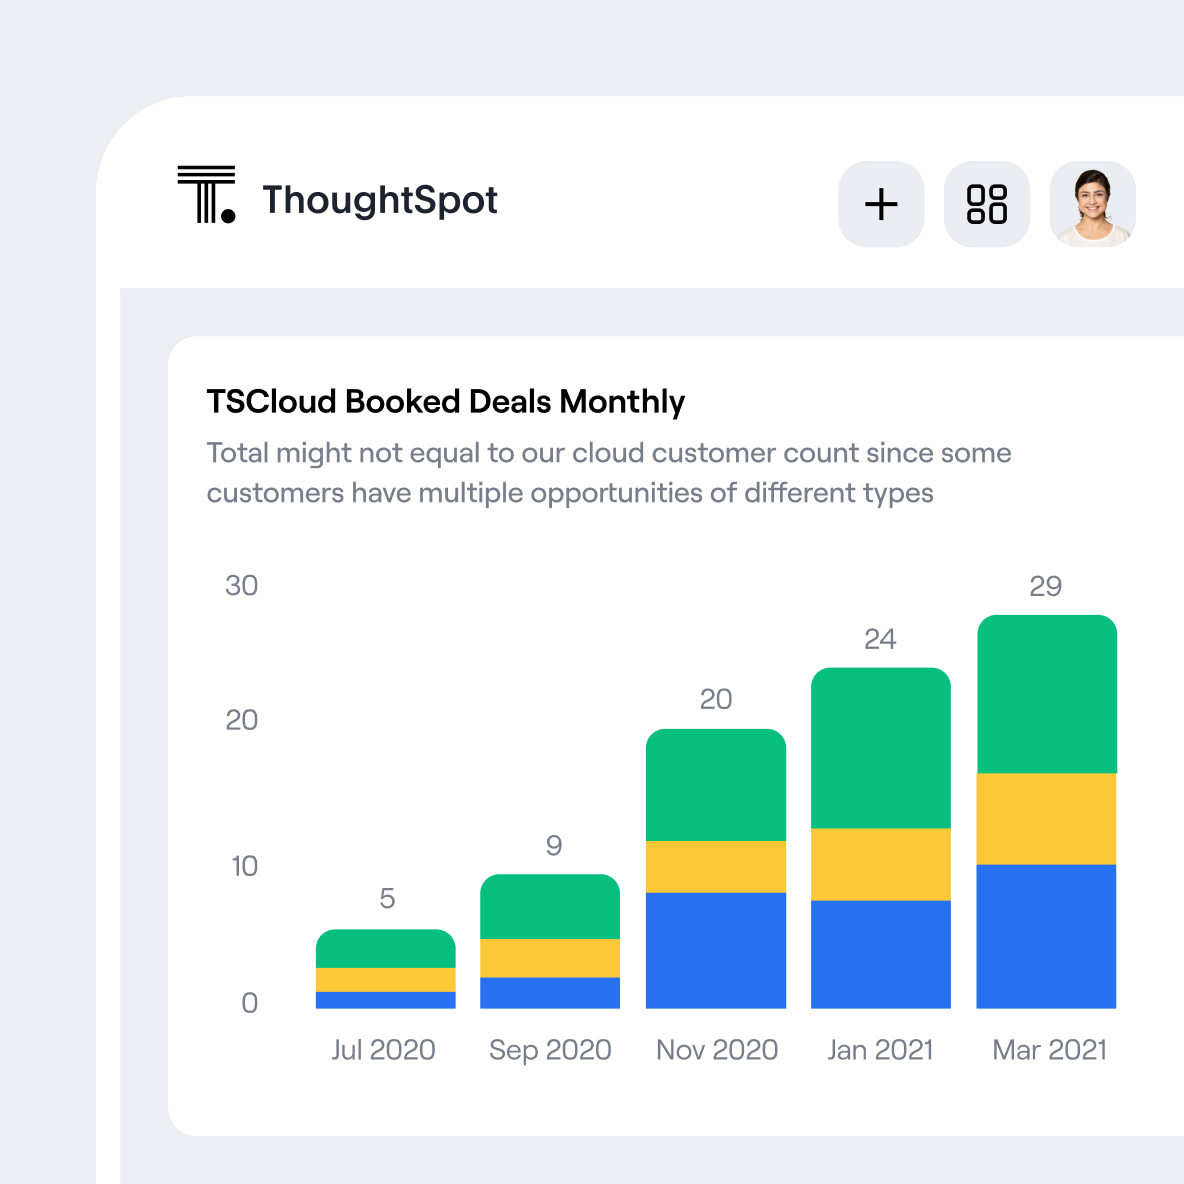 T.
ThoughtSpot
TSCloud Booked Deals Monthly
Total might not equal to our cloud customer count since some
customers have multiple opportunities of different types
30
20
10
0
5
9
20
24
29
Jul 2020
Sep 2020
Nov 2020
Jan 2021
Mar 2021